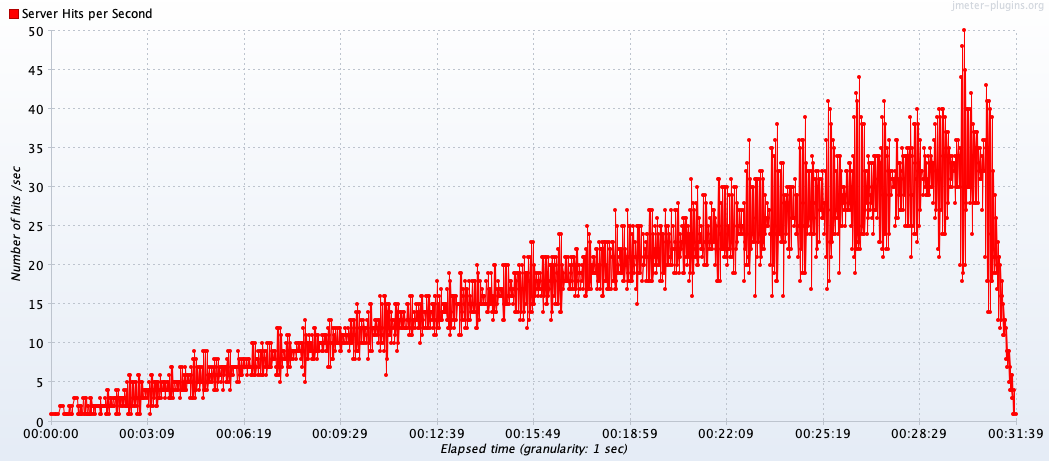 jmeter-plugins.org
Server Hits per Second
50
45
40
35
30
25
20
15
10
5
0
Number of hits /sec
00:00:00 00:03:09 00:06:19 00:09:29 00:12:39 00:15:49 00:18:59 00:22:09 00:25:19 00:28:29 00:31:39
Elapsed time (granularity: 1 sec)